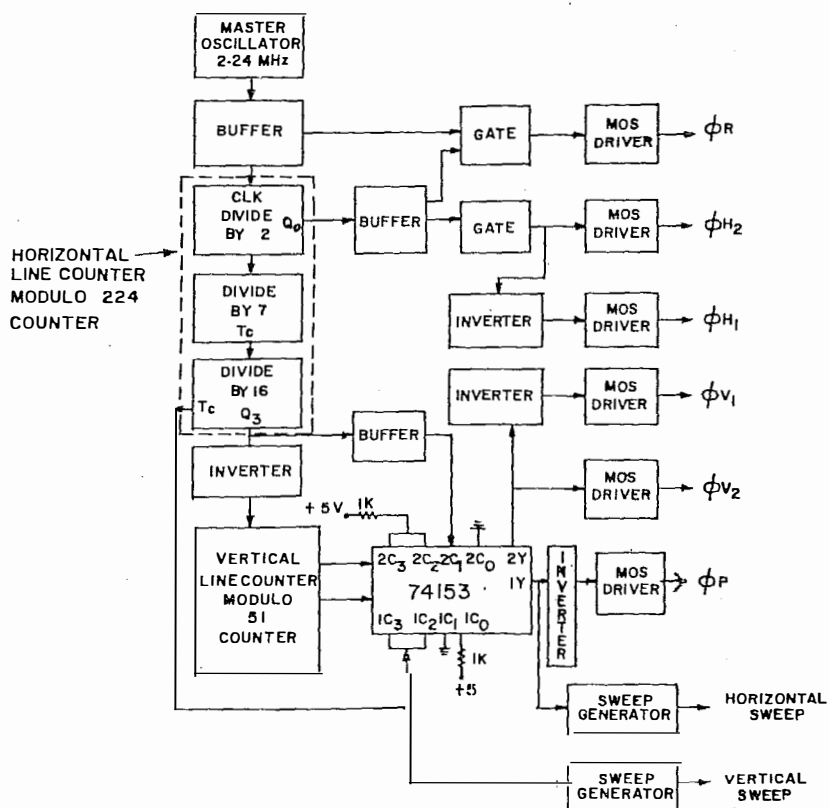 MASTER
OSCILLATOR
2-24 MHz
BUFFER
GATE
MOS
DRIVER
ϕR
CLK
DIVIDE
BY 2
Q0
BUFFER
GATE
MOS
DRIVER
ϕH2
HORIZONTAL
LINE COUNTER
MODULO 224
COUNTER
DIVIDE
BY 7
Tc
INVERTER
MOS
DRIVER
ϕH1
DIVIDE
BY 16
Tc
Q3
INVERTER
MOS
DRIVER
ϕV1
BUFFER
INVERTER
MOS
DRIVER
ϕV2
+5V
1K
VERTICAL
LINE COUNTER
MODULO
51
COUNTER
2C3 2C2 2C1 2C0 2Y
1Y
74153
1C3 1C2 1C1 1C0
1K
+5
INVERTER
MOS
DRIVER
ϕP
SWEEP
GENERATOR
HORIZONTAL
SWEEP
SWEEP
GENERATOR
VERTICAL
SWEEP